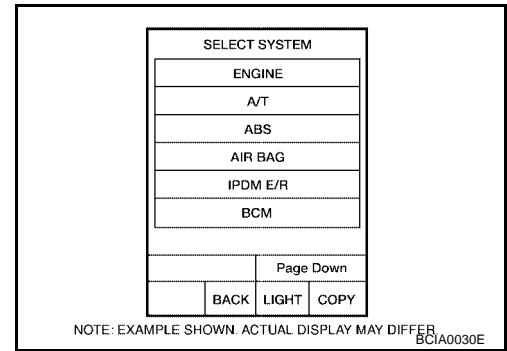 SELECT SYSTEM
ENGINE
A/T
ABS
AIR BAG
IPDM E/R
BCM
Page Down
BACK LIGHT COPY
NOTE: EXAMPLE SHOWN. ACTUAL DISPLAY MAY DIFFER.
BCIA0030E